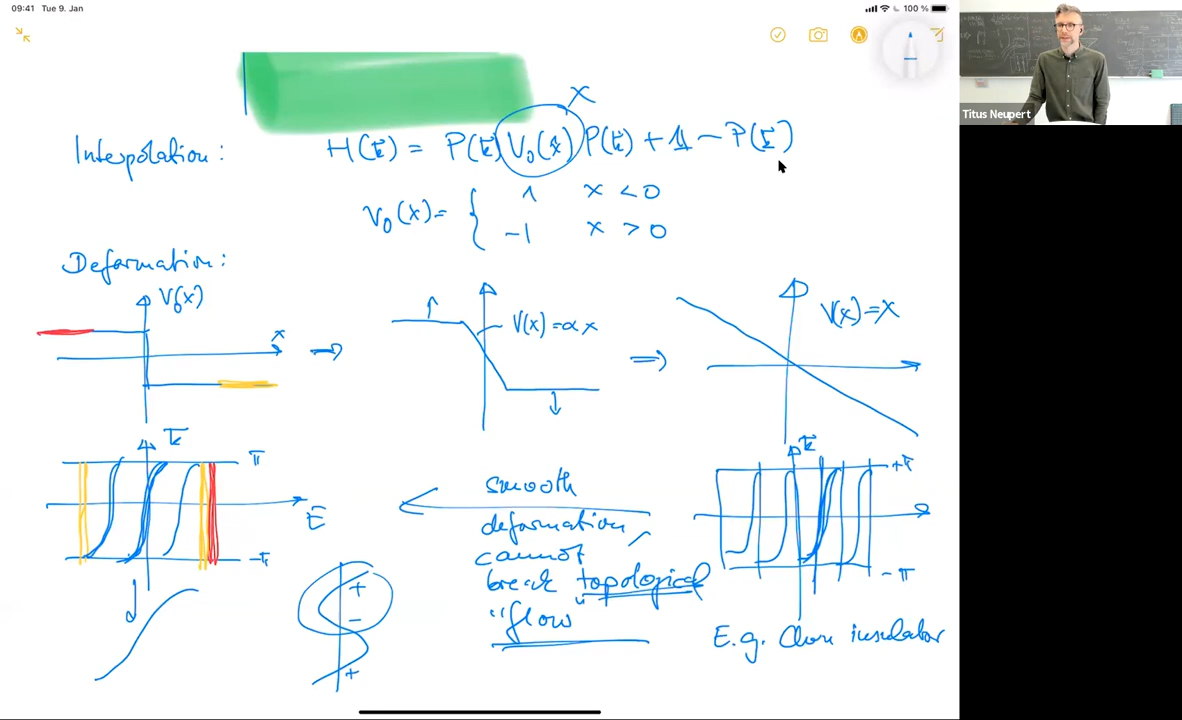 09:41 Tue 9. Jan
100 %
Titus Neupert
x
Interpolation: H(k⃗) = P(k⃗) V₀(x̂) P(k⃗) + 𝟙 − P(k⃗)
V₀(x) = { 1 x < 0
−1 x > 0
Deformation:
V₀(x)
x
⇒
V(x) = αx
⇒
V(x) = x
k
π
−π
E
k
+π
−π
smooth
deformation
cannot
break topological
"flow"
+
−
+
E.g. Chern insulator